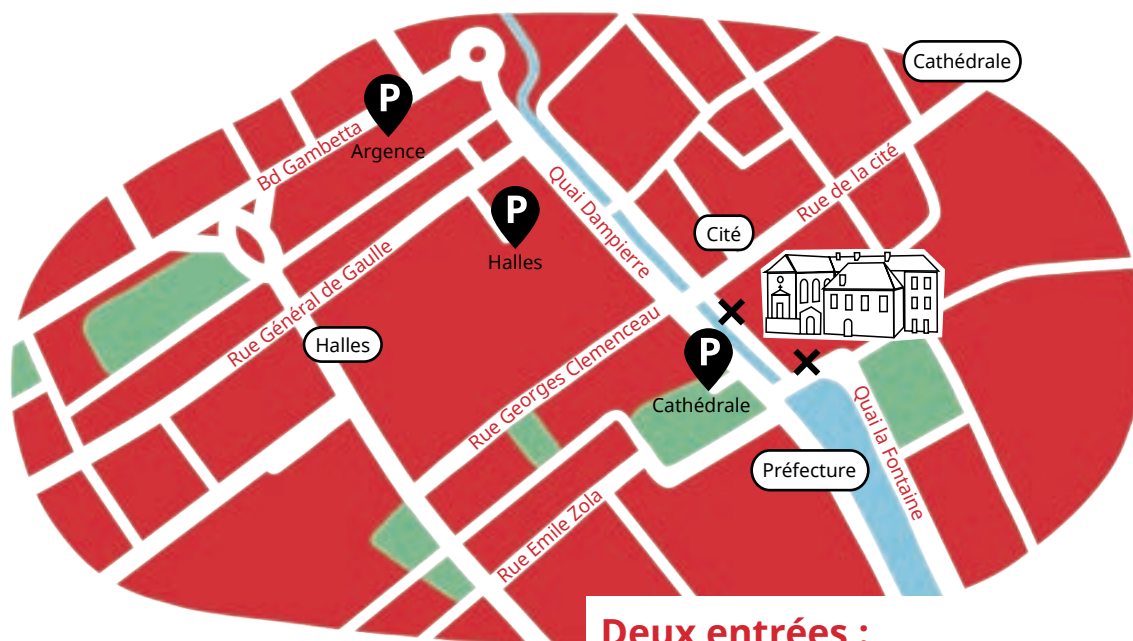 Cathédrale
P
Argence
Bd Gambetta
Quai Dampierre
Rue de la cité
P
Halles
Cité
Rue Général de Gaulle
Halles
Rue Georges Clemenceau
P
Cathédrale
Quai la Fontaine
Préfecture
Rue Emile Zola
Deux entrées :